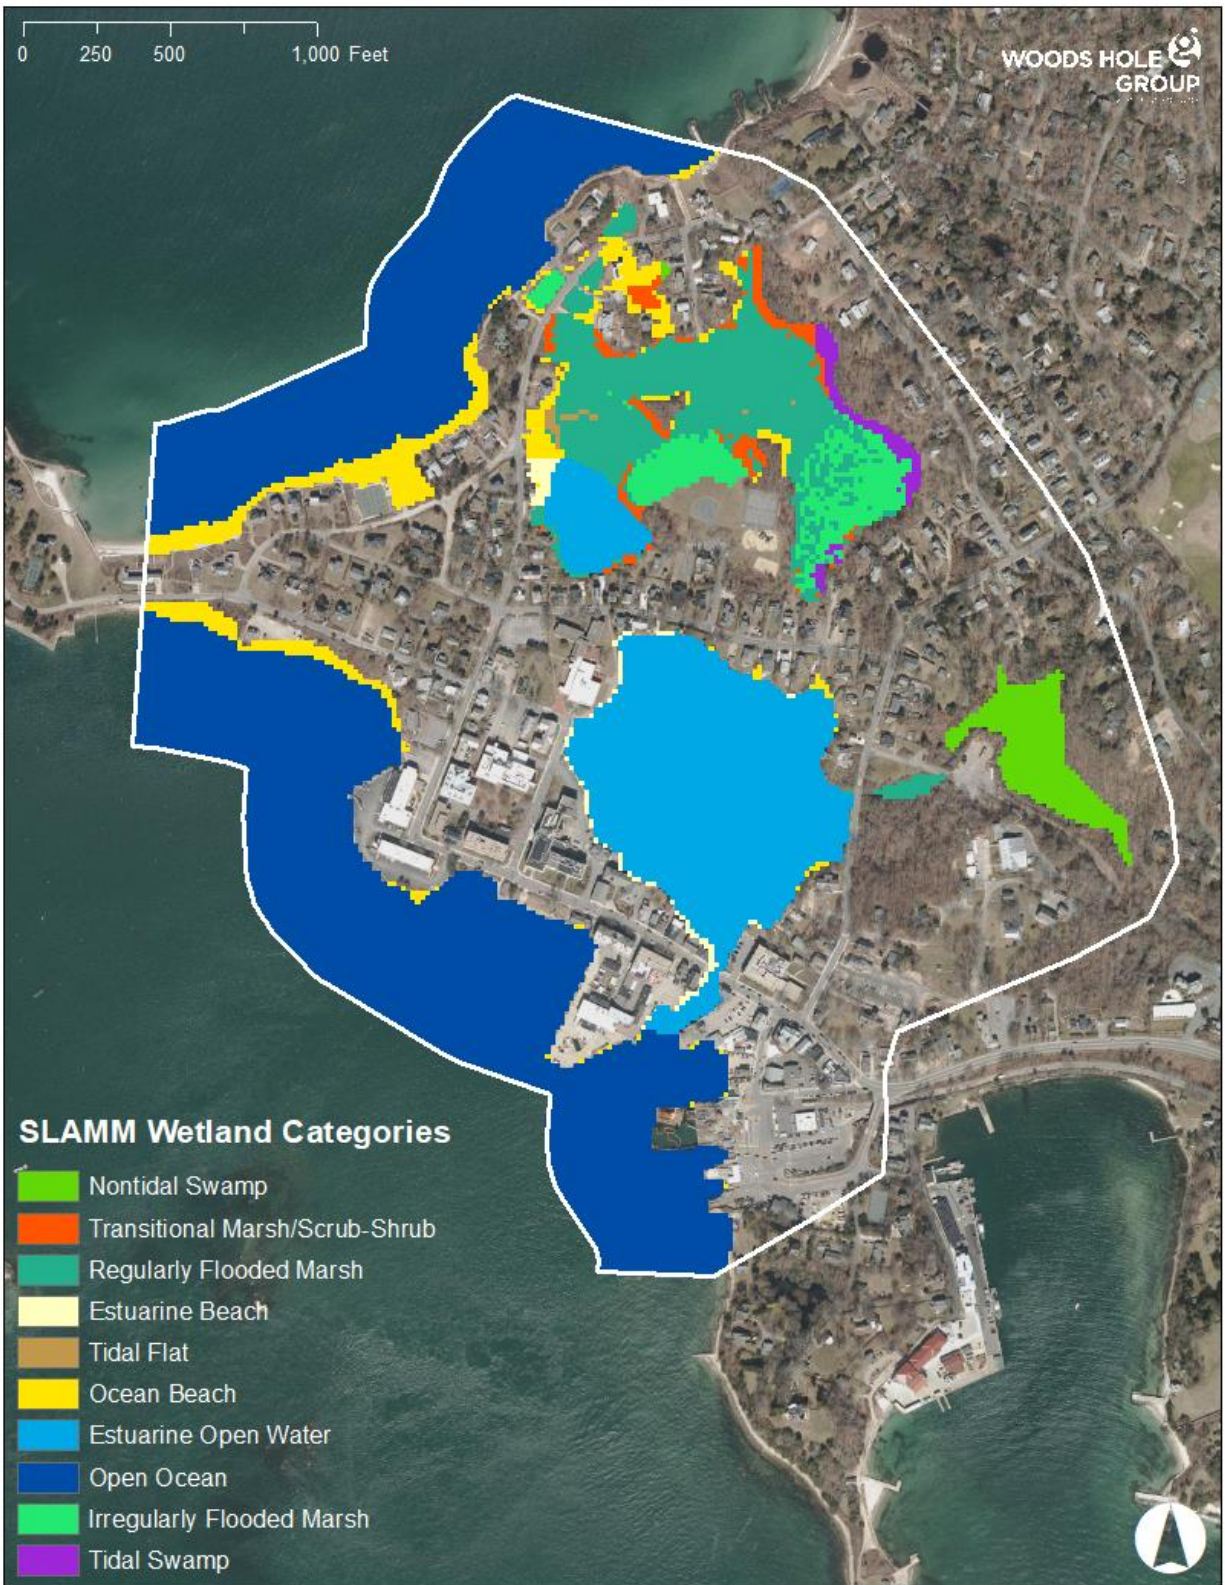 0 250 500 1,000 Feet
WOODS HOLE
GROUP
SLAMM Wetland Categories
Nontidal Swamp
Transitional Marsh/Scrub-Shrub
Regularly Flooded Marsh
Estuarine Beach
Tidal Flat
Ocean Beach
Estuarine Open Water
Open Ocean
Irregularly Flooded Marsh
Tidal Swamp